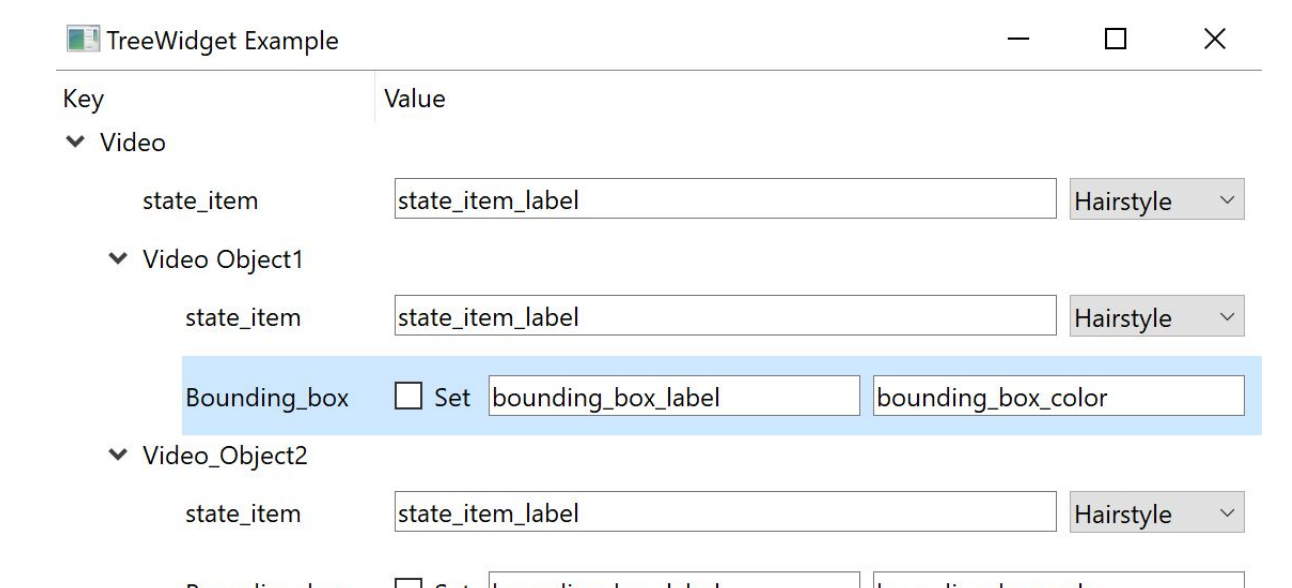 TreeWidget Example
Key Value
Video
state_item state_item_label Hairstyle
Video Object1
state_item state_item_label Hairstyle
Bounding_box Set bounding_box_label bounding_box_color
Video_Object2
state_item state_item_label Hairstyle